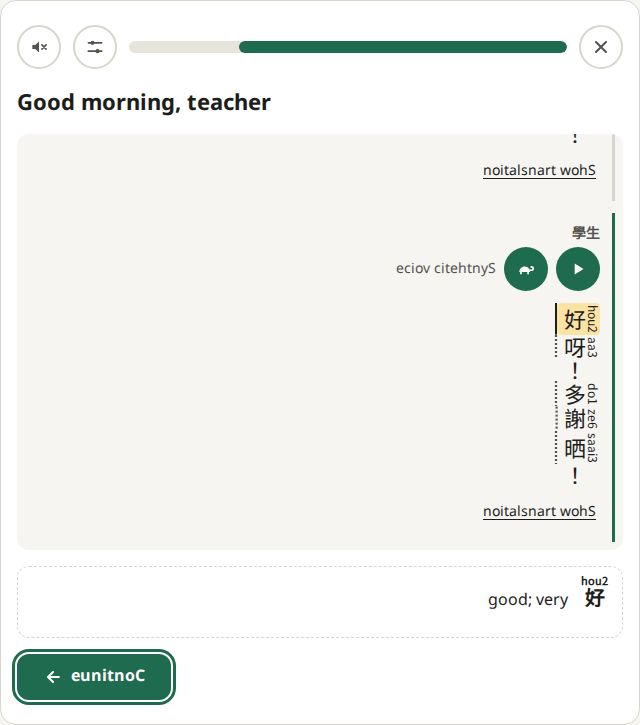 Good morning, teacher
！
noitalsnart wohS
學生
eciov citehtnyS
hou2 aa3 do1 ze6 saai3
好呀！多謝晒！
noitalsnart wohS
hou2
good; very 好
eunitnoC